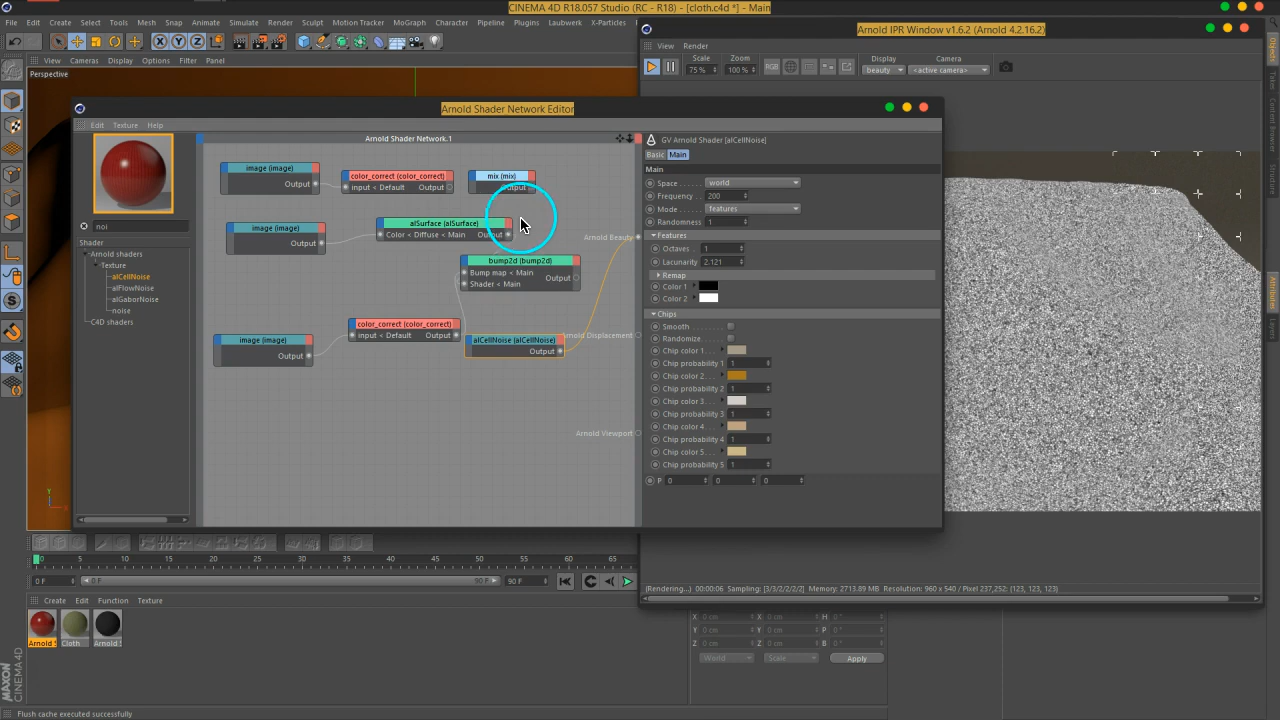 CINEMA 4D R18.057 Studio (RC - R18) - [cloth.c4d *] - Main
File Edit Create Modes Select Tools Mesh Snap Animate Simulate Render Sculpt Motion Tracker MoGraph Character Pipeline Plugins Laubwerk X-Particles
Arnold IPR Window v1.6.2 (Arnold 4.2.16.2)
View Render
View Cameras Display Options Filter Panel
Scale Zoom Display Camera
75 % 100 % RGB beauty <active camera>
Perspective
Arnold Shader Network Editor
Edit Texture Help
Arnold Shader Network.1
noi
Shader
Arnold shaders
Texture
alCellNoise
alFlowNoise
alGaborNoise
noise
C4D shaders
image (image)
Output
color_correct (color_correct)
input < Default Output
mix (mix)
Output
image (image)
Output
alSurface (alSurface)
Color < Diffuse < Main Output
Arnold Beauty
bump2d (bump2d)
Bump map < Main Output
Shader < Main
color_correct (color_correct)
input < Default Output
image (image)
Output
alCellNoise (alCellNoise)
Output
Arnold Displacement
Arnold Viewport
GV Arnold Shader [alCellNoise]
Basic Main
Main
Space world
Frequency 200
Mode features
Randomness 1
Features
Octaves 1
Lacunarity 2.121
Remap
Color 1
Color 2
Chips
Smooth
Randomize
Chip color 1
Chip probability 1 1
Chip color 2
Chip probability 2 1
Chip color 3
Chip probability 3 1
Chip color 4
Chip probability 4 1
Chip color 5
Chip probability 5 1
P 0 0 0
Objects
Takes
Content Browser
Structure
Attributes
Layers
0 5 10 15 20 25 30 35 40 45 50 55 60 65
0 F 0 F 90 F 90 F
(Rendering...) 00:00:06 Sampling: [3/3/2/2/2/2] Memory: 2713.89 MB Resolution: 960 x 540 / Pixel 237,252: (123, 123, 123)
Create Edit Function Texture
Arnold S Cloth Arnold S
X 0 cm X 0 cm H 0 °
Y 0 cm Y 0 cm P 0 °
Z 0 cm Z 0 cm B 0 °
World Scale Apply
MAXON CINEMA 4D
Flush cache executed successfully